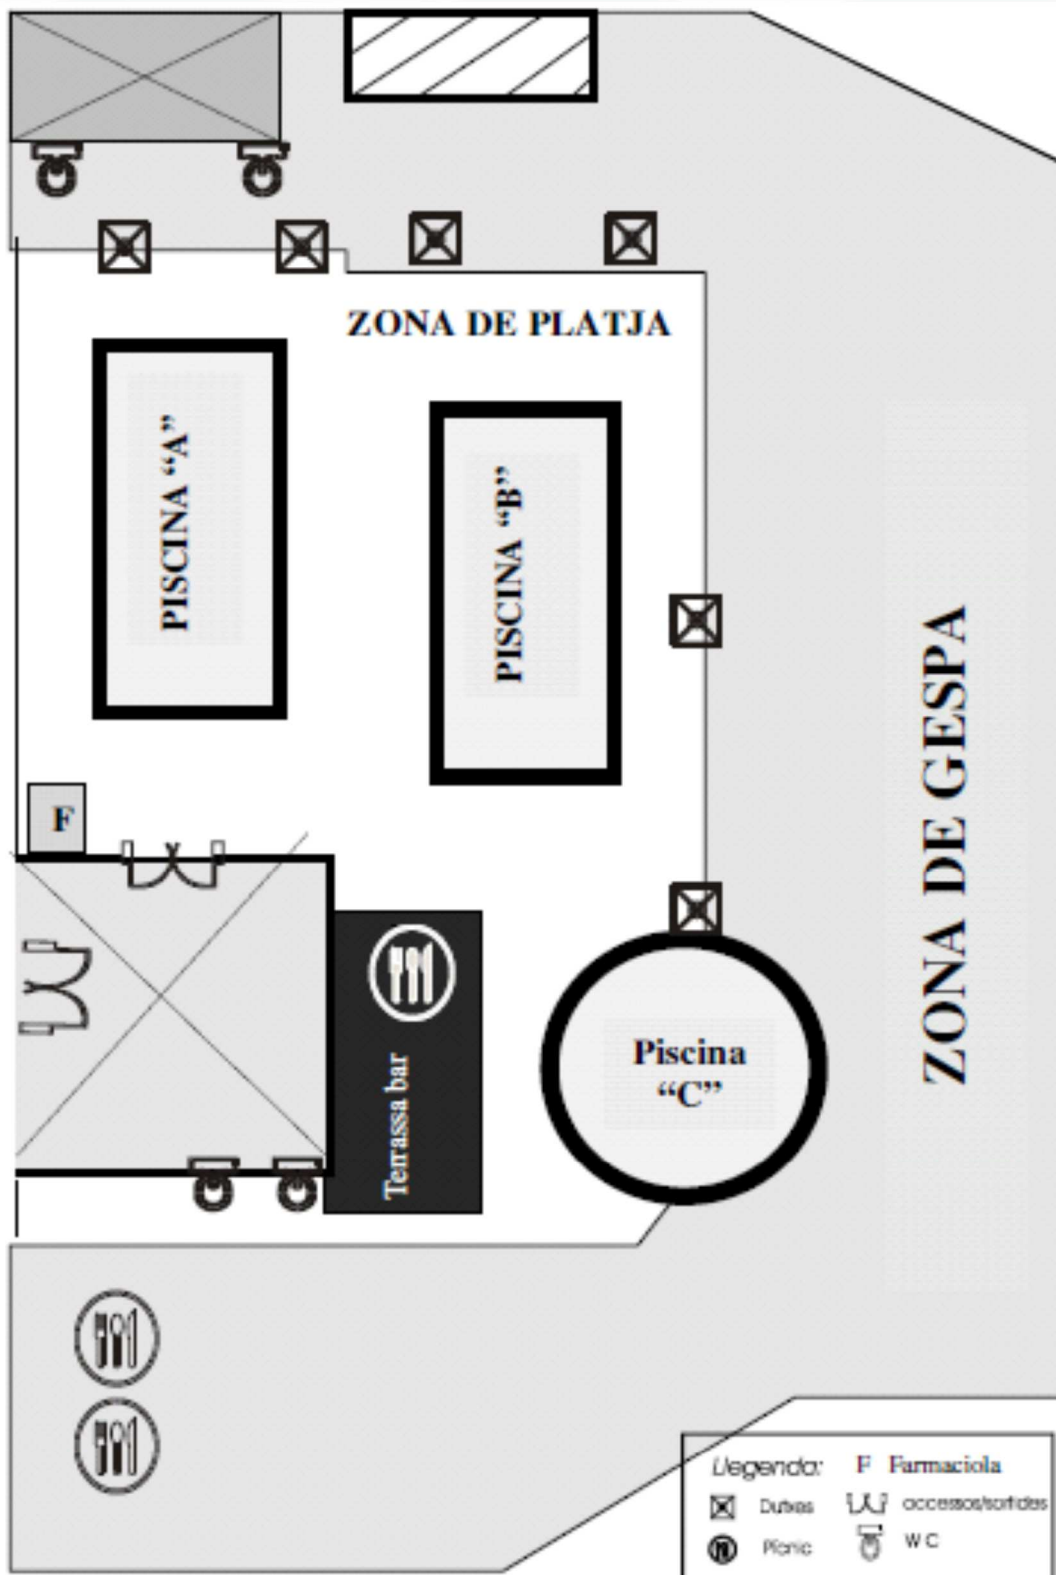 ZONA DE PLATJA
PISCINA “A”
PISCINA “B”
F
ZONA DE GESPA
Terrassa bar
Piscina
“C”
Llegenda: F Farmaciola
Dutxes accessos/sortides
Pícnic WC